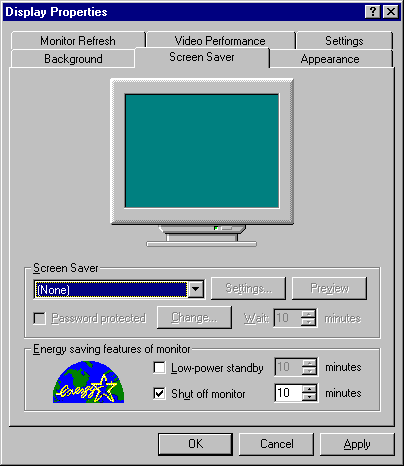 Display Properties
Monitor Refresh Video Performance Settings
Background Screen Saver Appearance
Screen Saver
(None) Settings... Preview
Password protected Change... Wait: 10 minutes
Energy saving features of monitor
energy Low-power standby 10 minutes
Shut off monitor 10 minutes
OK Cancel Apply